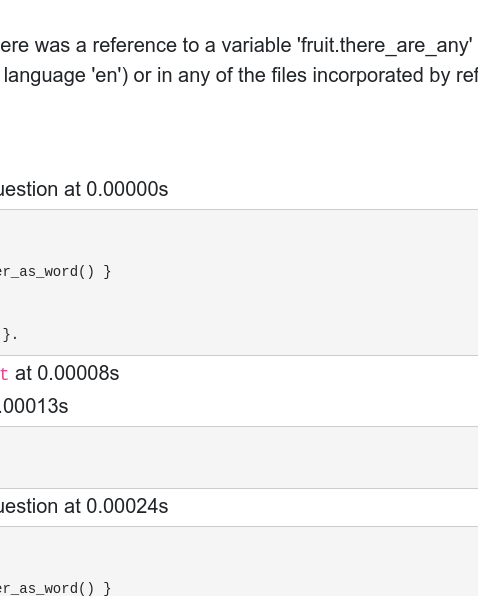 ere was a reference to a variable 'fruit.there_are_any'
language 'en') or in any of the files incorporated by ref
uestion at 0.00000s
er_as_word() }
}.
t at 0.00008s
.00013s
uestion at 0.00024s
er_as_word() }